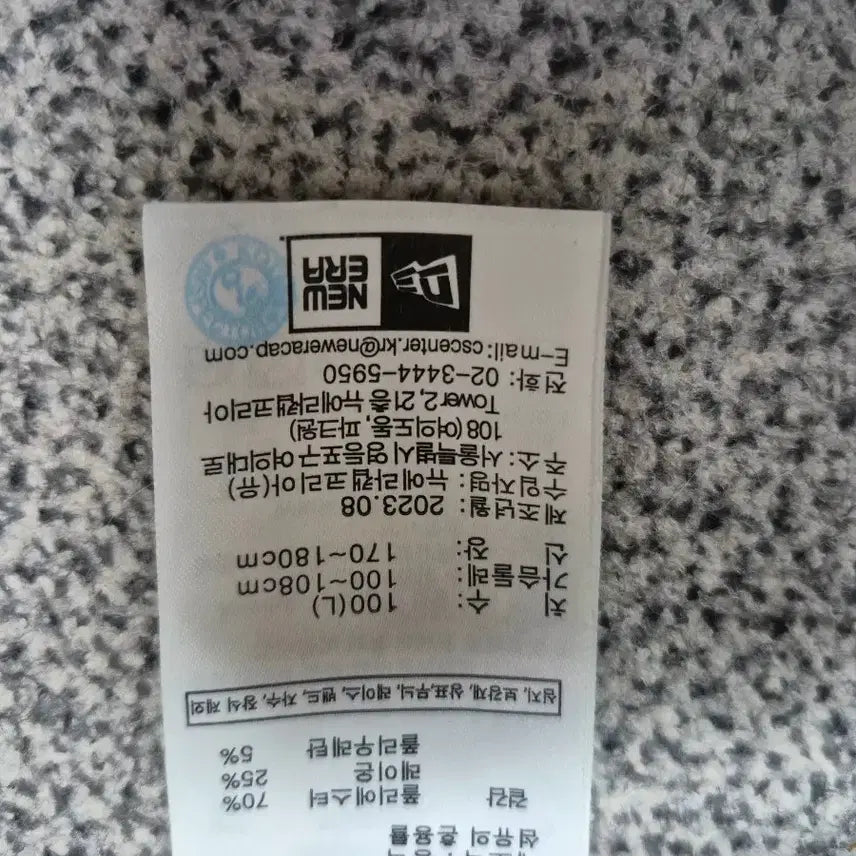 섬유의 혼용률
겉감 폴리에스터 70%
레이온 25%
폴리우레탄 5%
심지, 보강재, 상표, 무늬, 레이스, 밴드, 자수, 장식 제외
치 수: 100(L)
가슴둘레: 100~108cm
신 장: 170~180cm
제조년월: 2023.08
수입자명: 뉴에라캡코리아(유)
주소: 서울특별시 영등포구 여의대로
108 (여의도동, 파크원)
Tower 2, 21층 뉴에라캡코리아
전화: 02-3444-5950
E-mail: cscenter.kr@neweracap.com
NEW
ERA